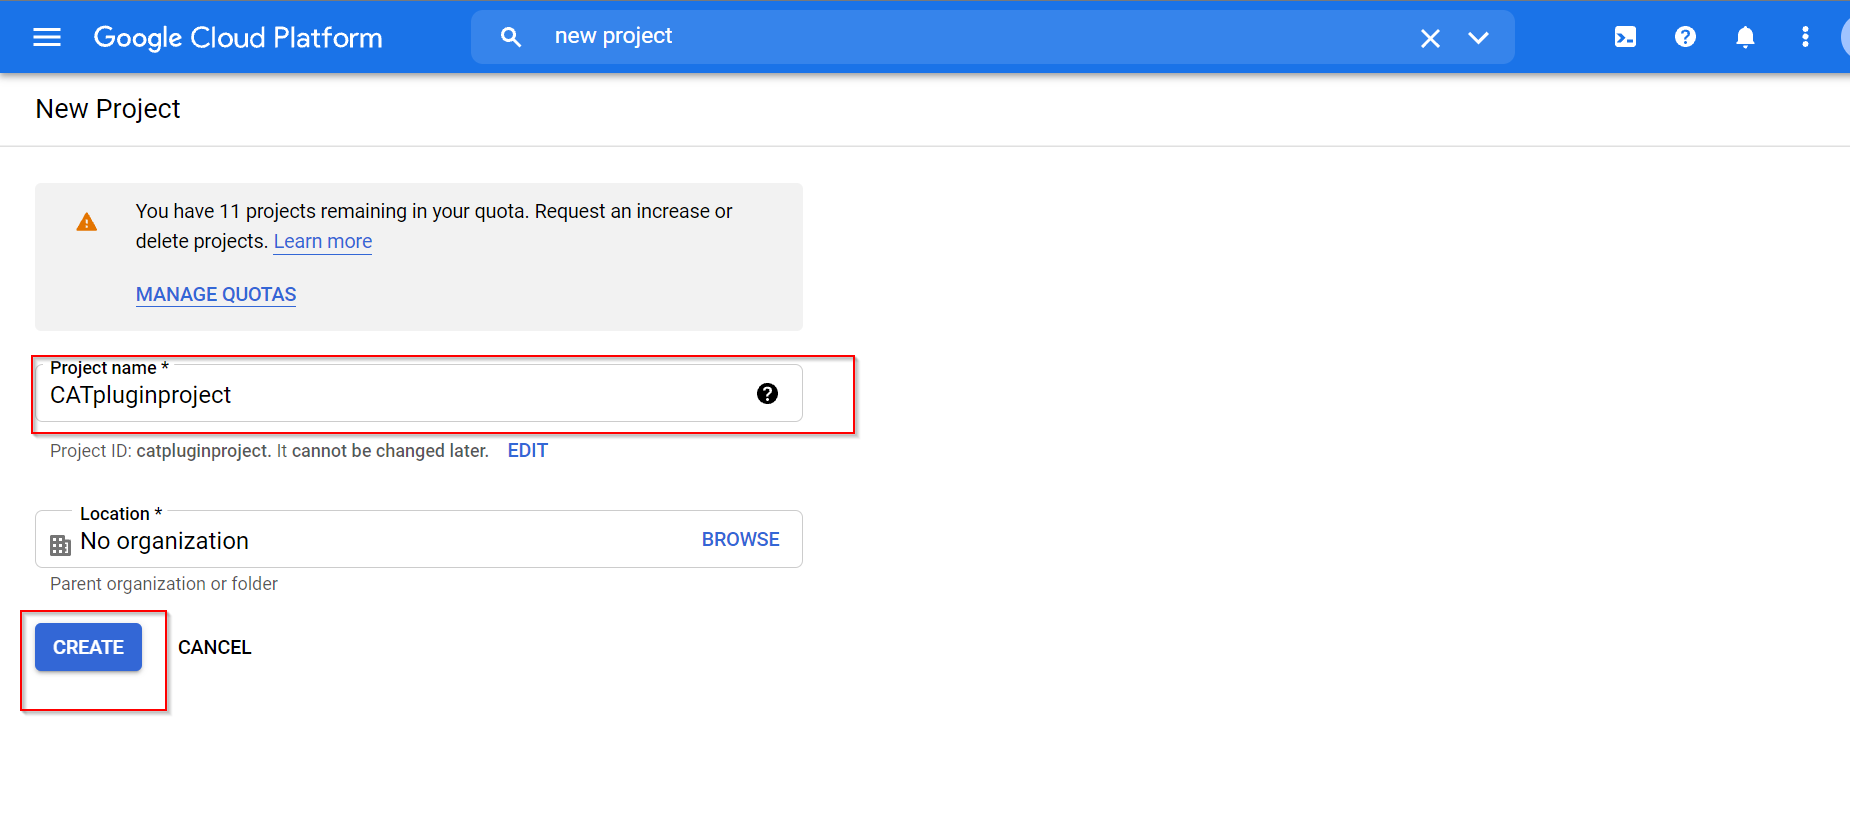 Google Cloud Platform
new project
New Project
You have 11 projects remaining in your quota. Request an increase or
delete projects. Learn more
MANAGE QUOTAS
Project name *
CATpluginproject
Project ID: catpluginproject. It cannot be changed later. EDIT
Location *
No organization
BROWSE
Parent organization or folder
CREATE
CANCEL